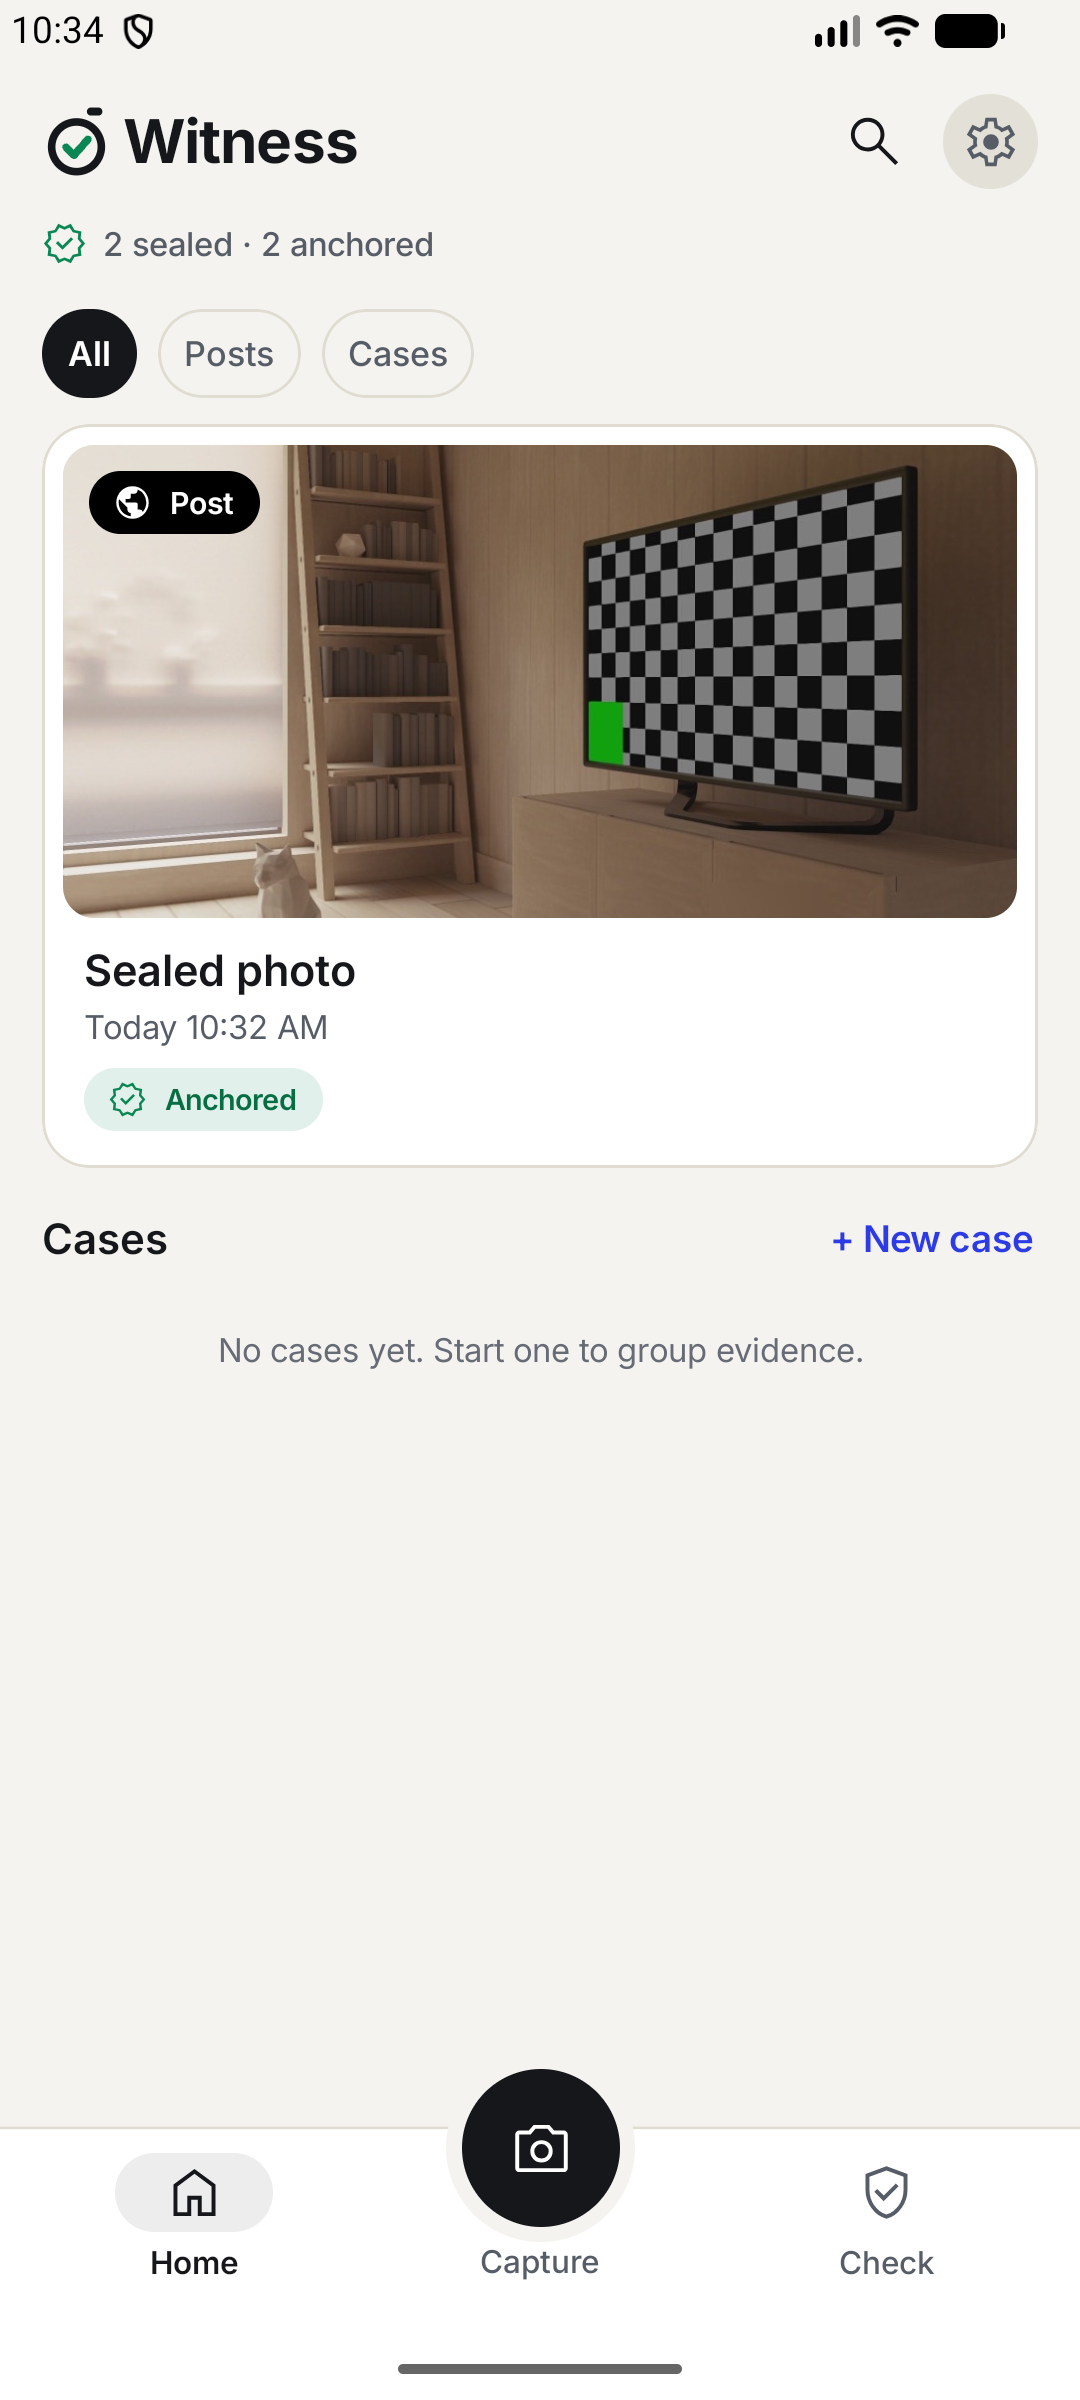 10:34
Witness
2 sealed · 2 anchored
All
Posts
Cases
Post
Sealed photo
Today 10:32 AM
Anchored
Cases
+ New case
No cases yet. Start one to group evidence.
Home
Capture
Check